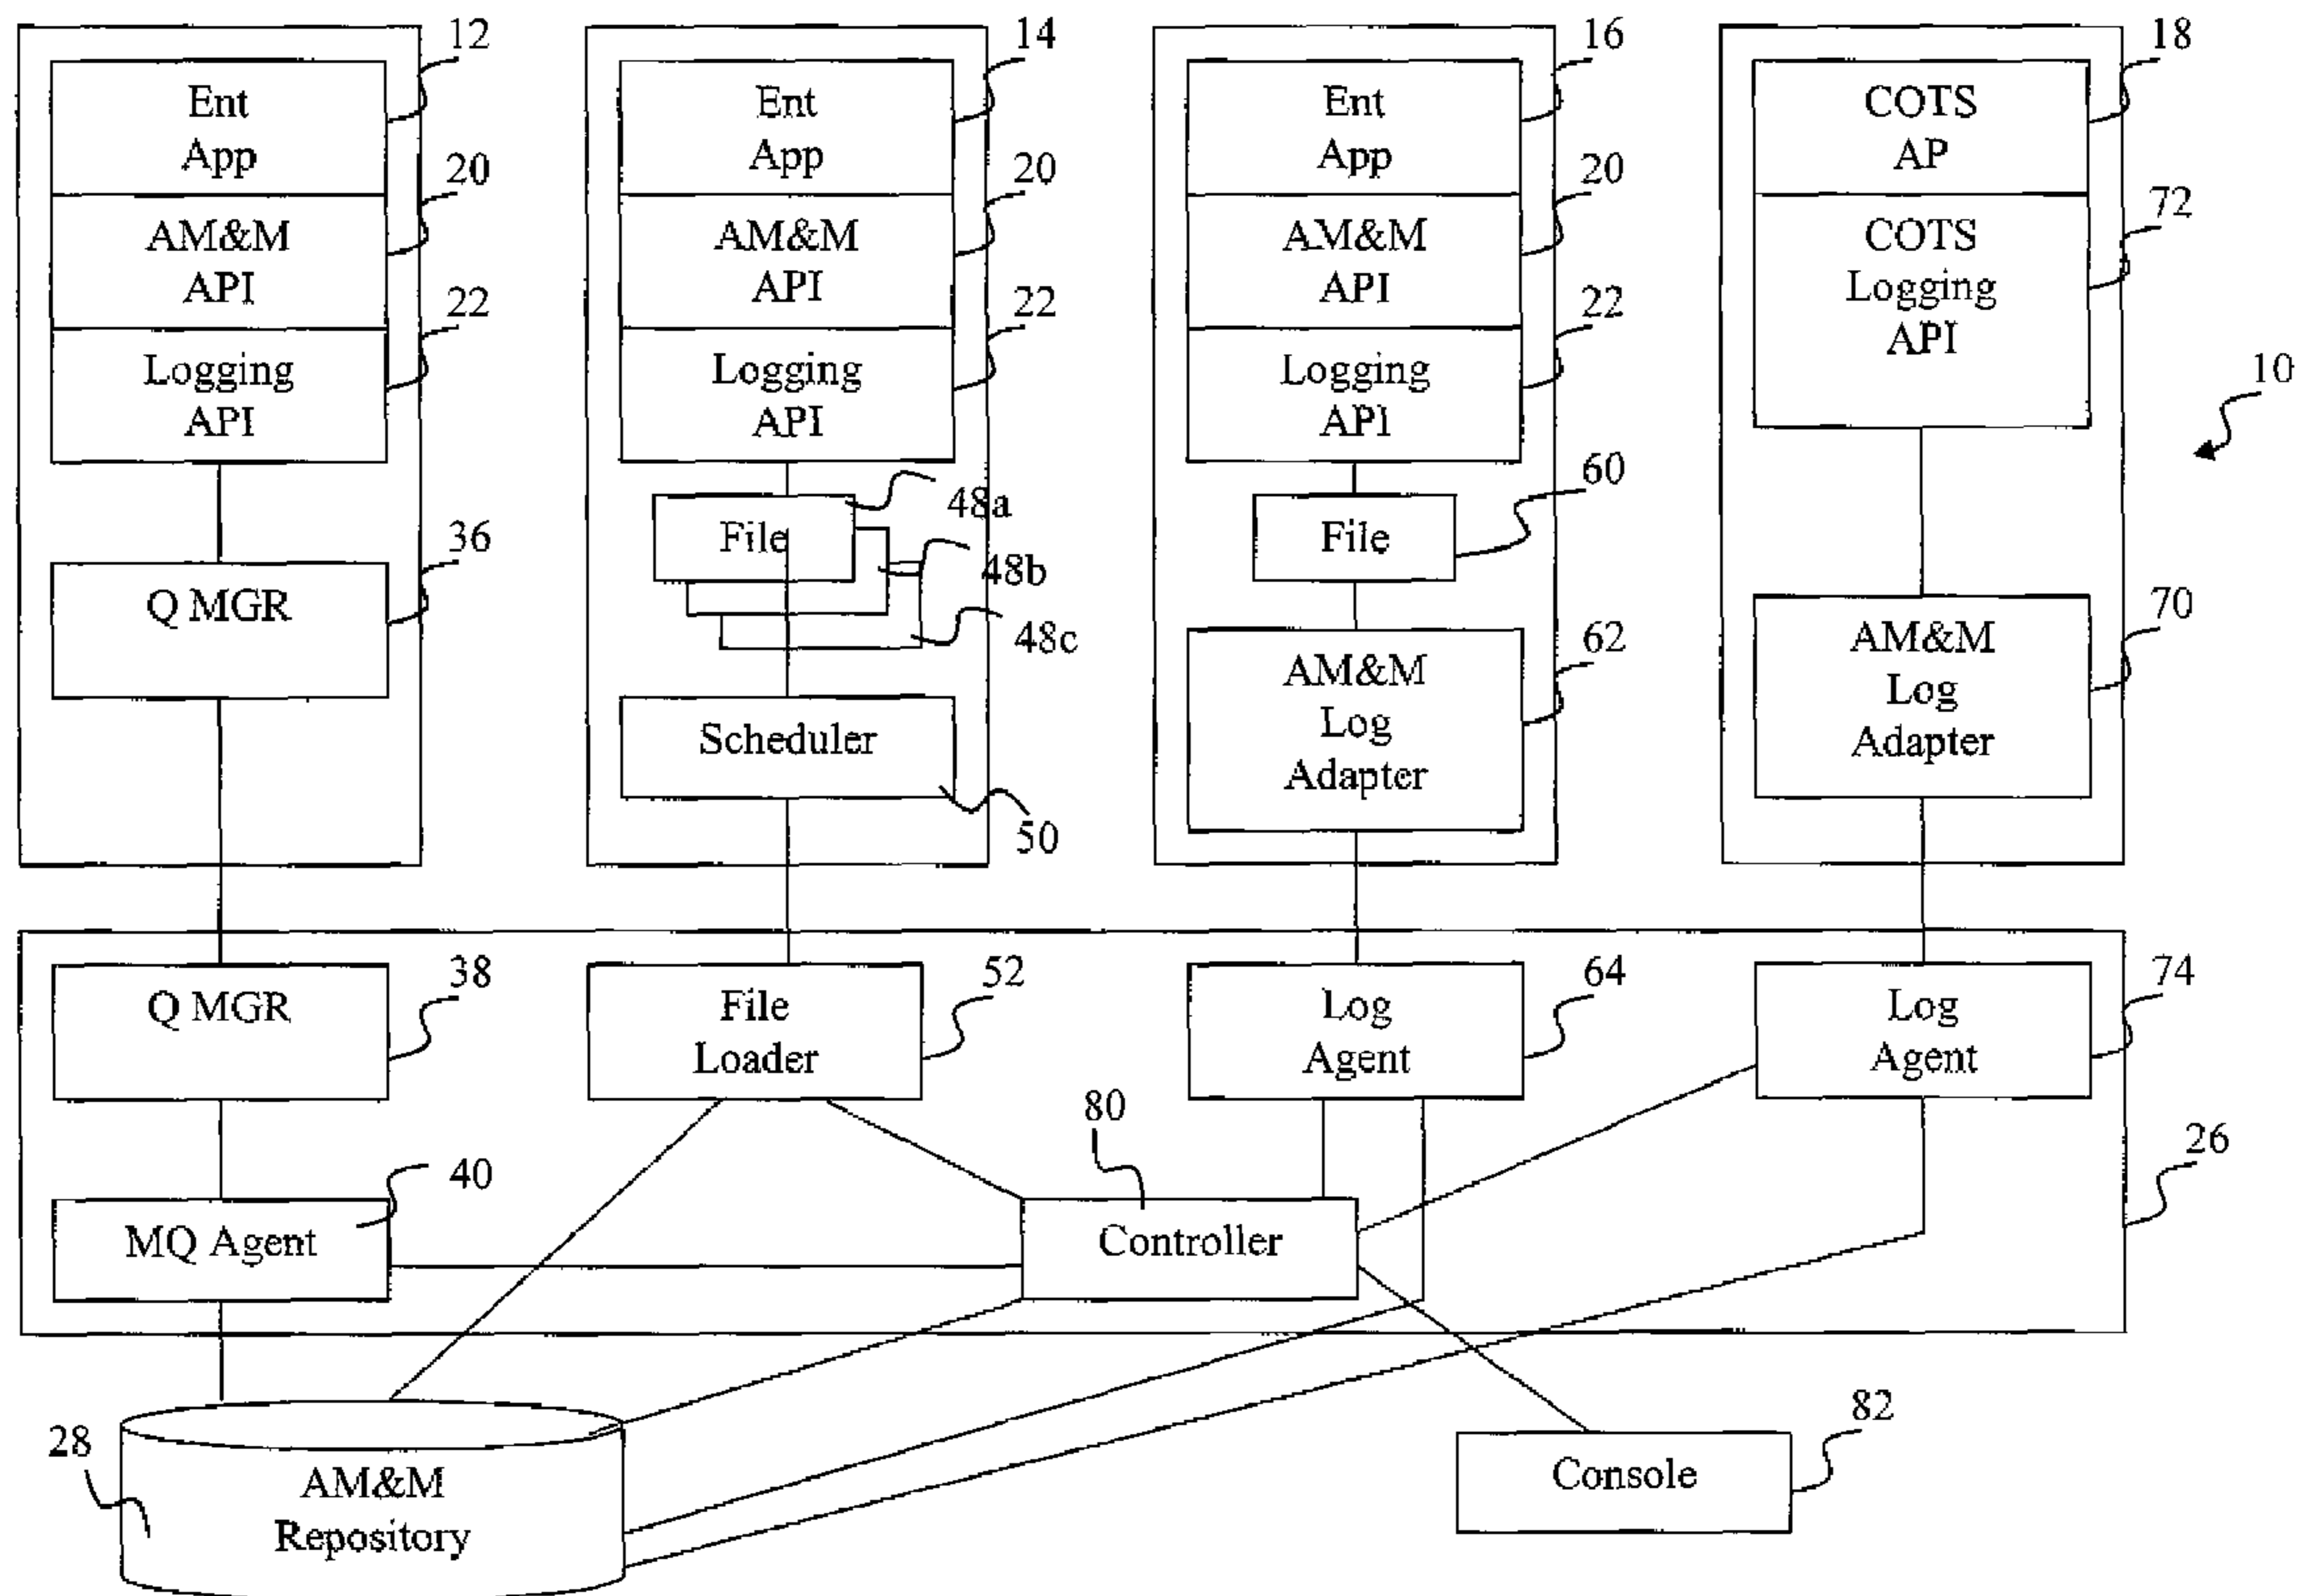 12
14
16
18
Ent
App
Ent
App
Ent
App
COTS
AP
20
20
20
72
AM&M
API
AM&M
API
AM&M
API
COTS
Logging
API
22
22
22
Logging
API
Logging
API
Logging
API
10
48a
File
48b
48c
60
File
36
Q MGR
Scheduler
50
62
AM&M
Log
Adapter
70
AM&M
Log
Adapter
38
Q MGR
52
File
Loader
64
Log
Agent
74
Log
Agent
26
40
MQ Agent
80
Controller
28
AM&M
Repository
82
Console